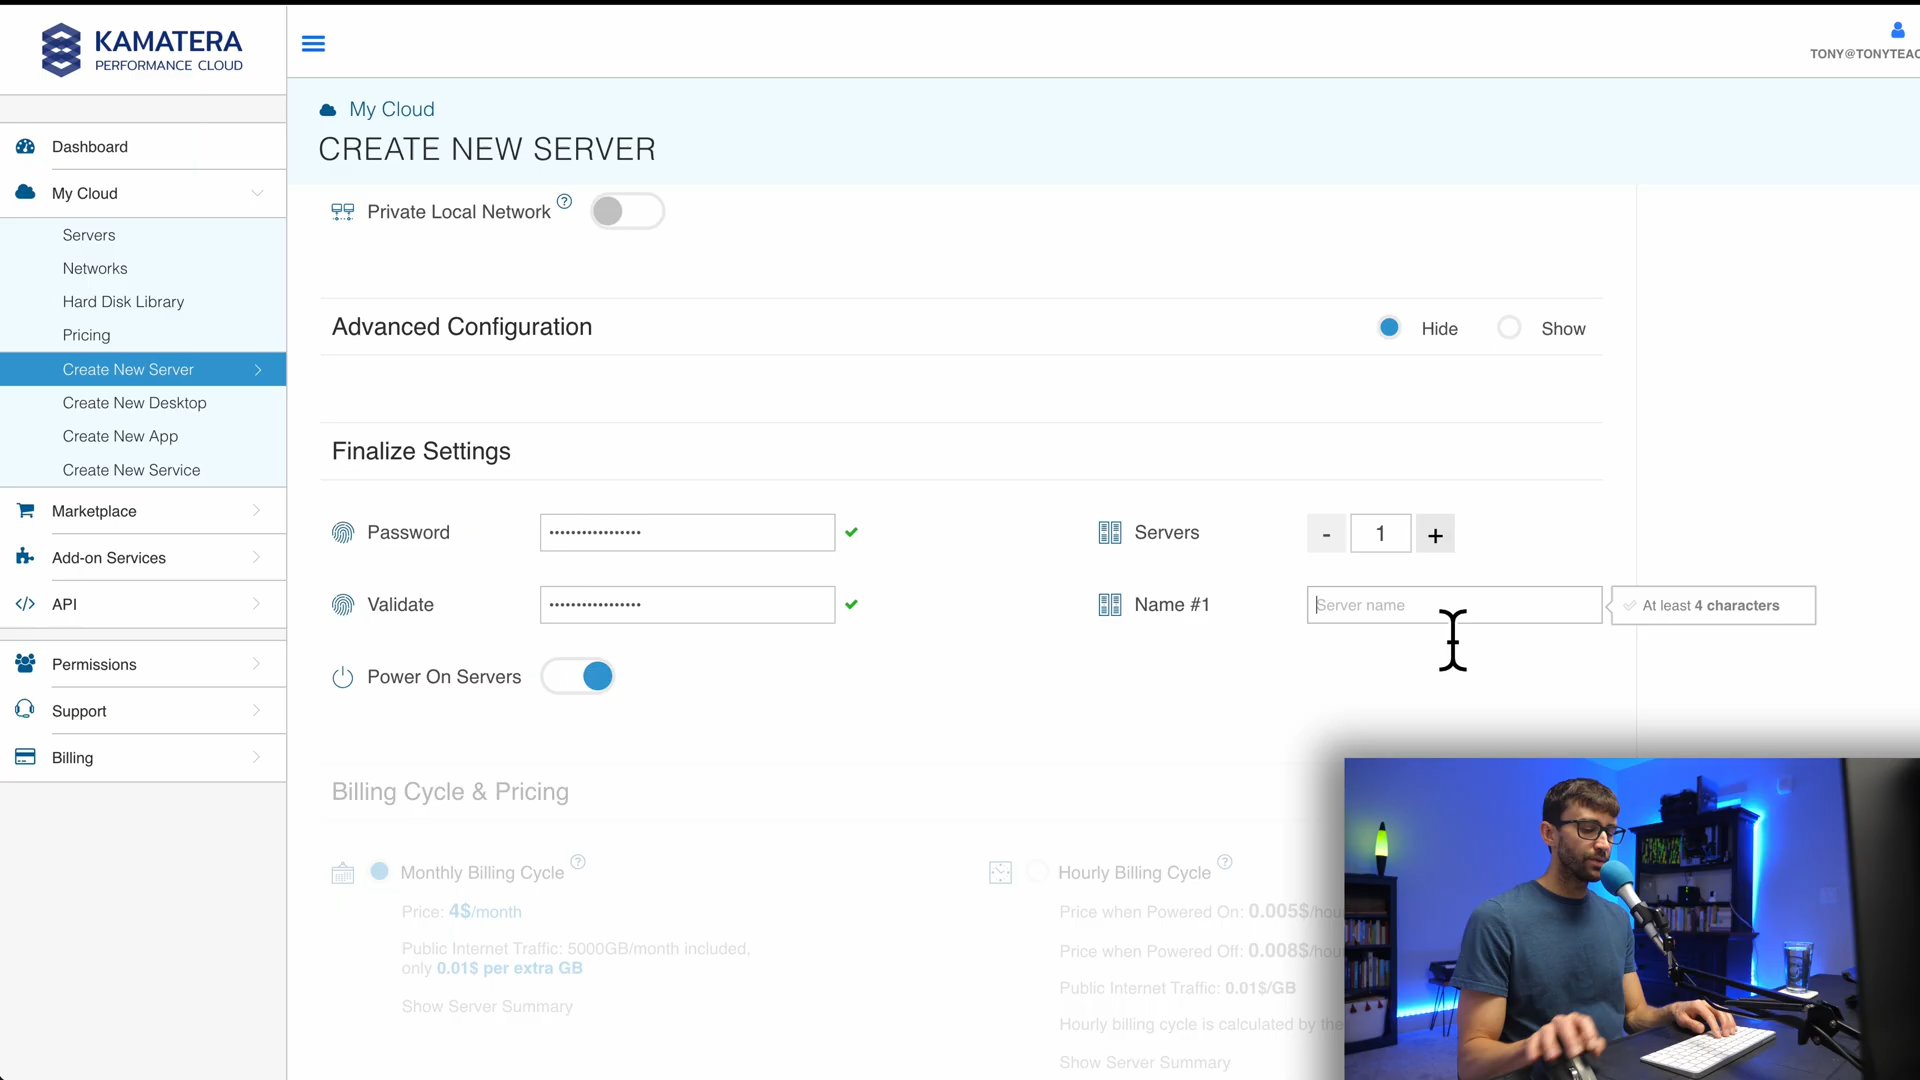 KAMATERA
PERFORMANCE CLOUD
TONY@TONYTEAC
Dashboard
My Cloud
Servers
Networks
Hard Disk Library
Pricing
Create New Server
Create New Desktop
Create New App
Create New Service
Marketplace
Add-on Services
API
Permissions
Support
Billing
My Cloud
CREATE NEW SERVER
Private Local Network ?
Advanced Configuration Hide Show
Finalize Settings
Password •••••••••••••••• Servers - 1 +
Validate •••••••••••••••• Name #1 Server name At least 4 characters
Power On Servers
Billing Cycle & Pricing
Monthly Billing Cycle ?
Price: 4$/month
Public Internet Traffic: 5000GB/month included,
only 0.01$ per extra GB
Show Server Summary
Hourly Billing Cycle ?
Price when Powered On: 0.005$/hou
Price when Powered Off: 0.008$/hou
Public Internet Traffic: 0.01$/GB
Hourly billing cycle is calculated by the
Show Server Summary